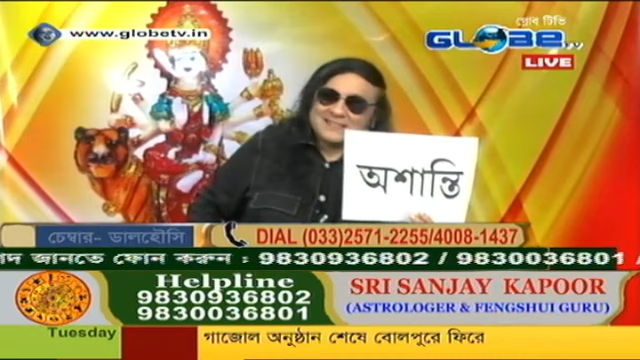 www.globetv.in
গ্লোব টিভি
GLOBE TV
LIVE
অশান্তি
চেম্বার- ডালহৌসি
DIAL (033)2571-2255/4008-1437
দ জানতে ফোন করুন : 9830936802 / 9830036801 /
Helpline
9830936802
9830036801
SRI SANJAY KAPOOR
(ASTROLOGER & FENGSHUI GURU)
Tuesday
গাজোল অনুষ্ঠান শেষে বোলপুরে ফিরে